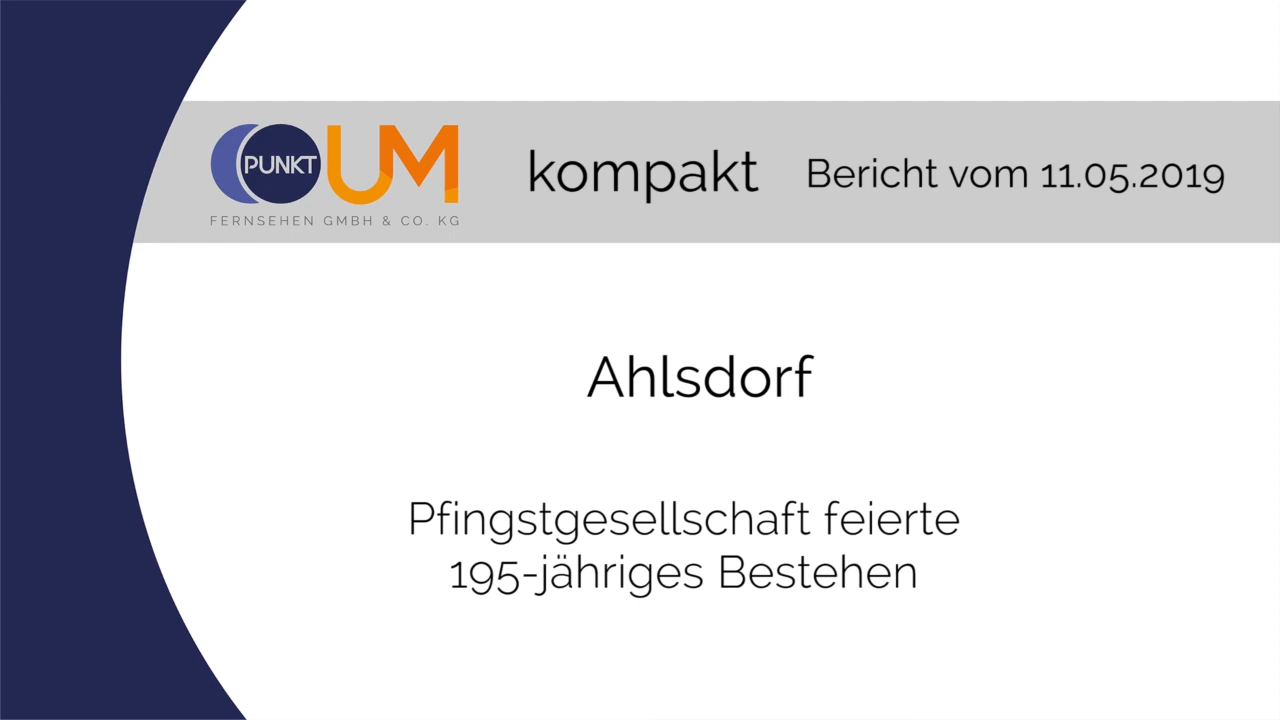 PUNKT UM
FERNSEHEN GMBH & CO. KG
kompakt
Bericht vom 11.05.2019
Ahlsdorf
Pfingstgesellschaft feierte
195-jähriges Bestehen